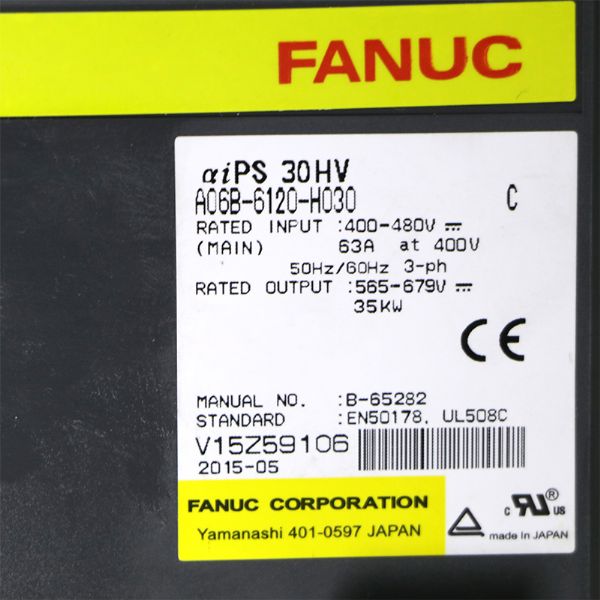 FANUC
αiPS 30HV
A06B-6120-H030 C
RATED INPUT :400-480V ⎓
(MAIN) 63A at 400V
50Hz/60Hz 3-ph
RATED OUTPUT :565-679V ⎓
35KW
CE
MANUAL NO. :B-65282
STANDARD :EN50178, UL508C
V15Z59106
2015-05
FANUC CORPORATION
Yamanashi 401-0597 JAPAN
c RU ® US
made in JAPAN